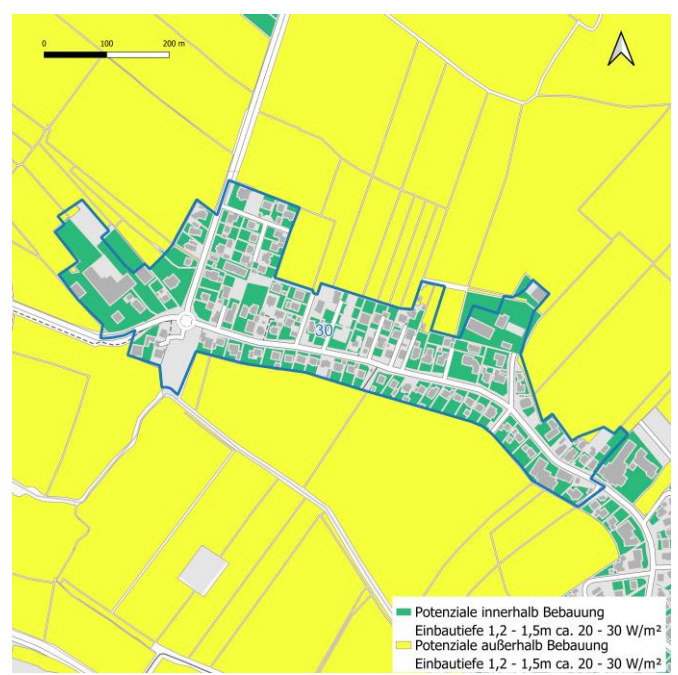 0 100 200 m
30
Potenziale innerhalb Bebauung
Einbautiefe 1,2 - 1,5m ca. 20 - 30 W/m²
Potenziale außerhalb Bebauung
Einbautiefe 1,2 - 1,5m ca. 20 - 30 W/m²